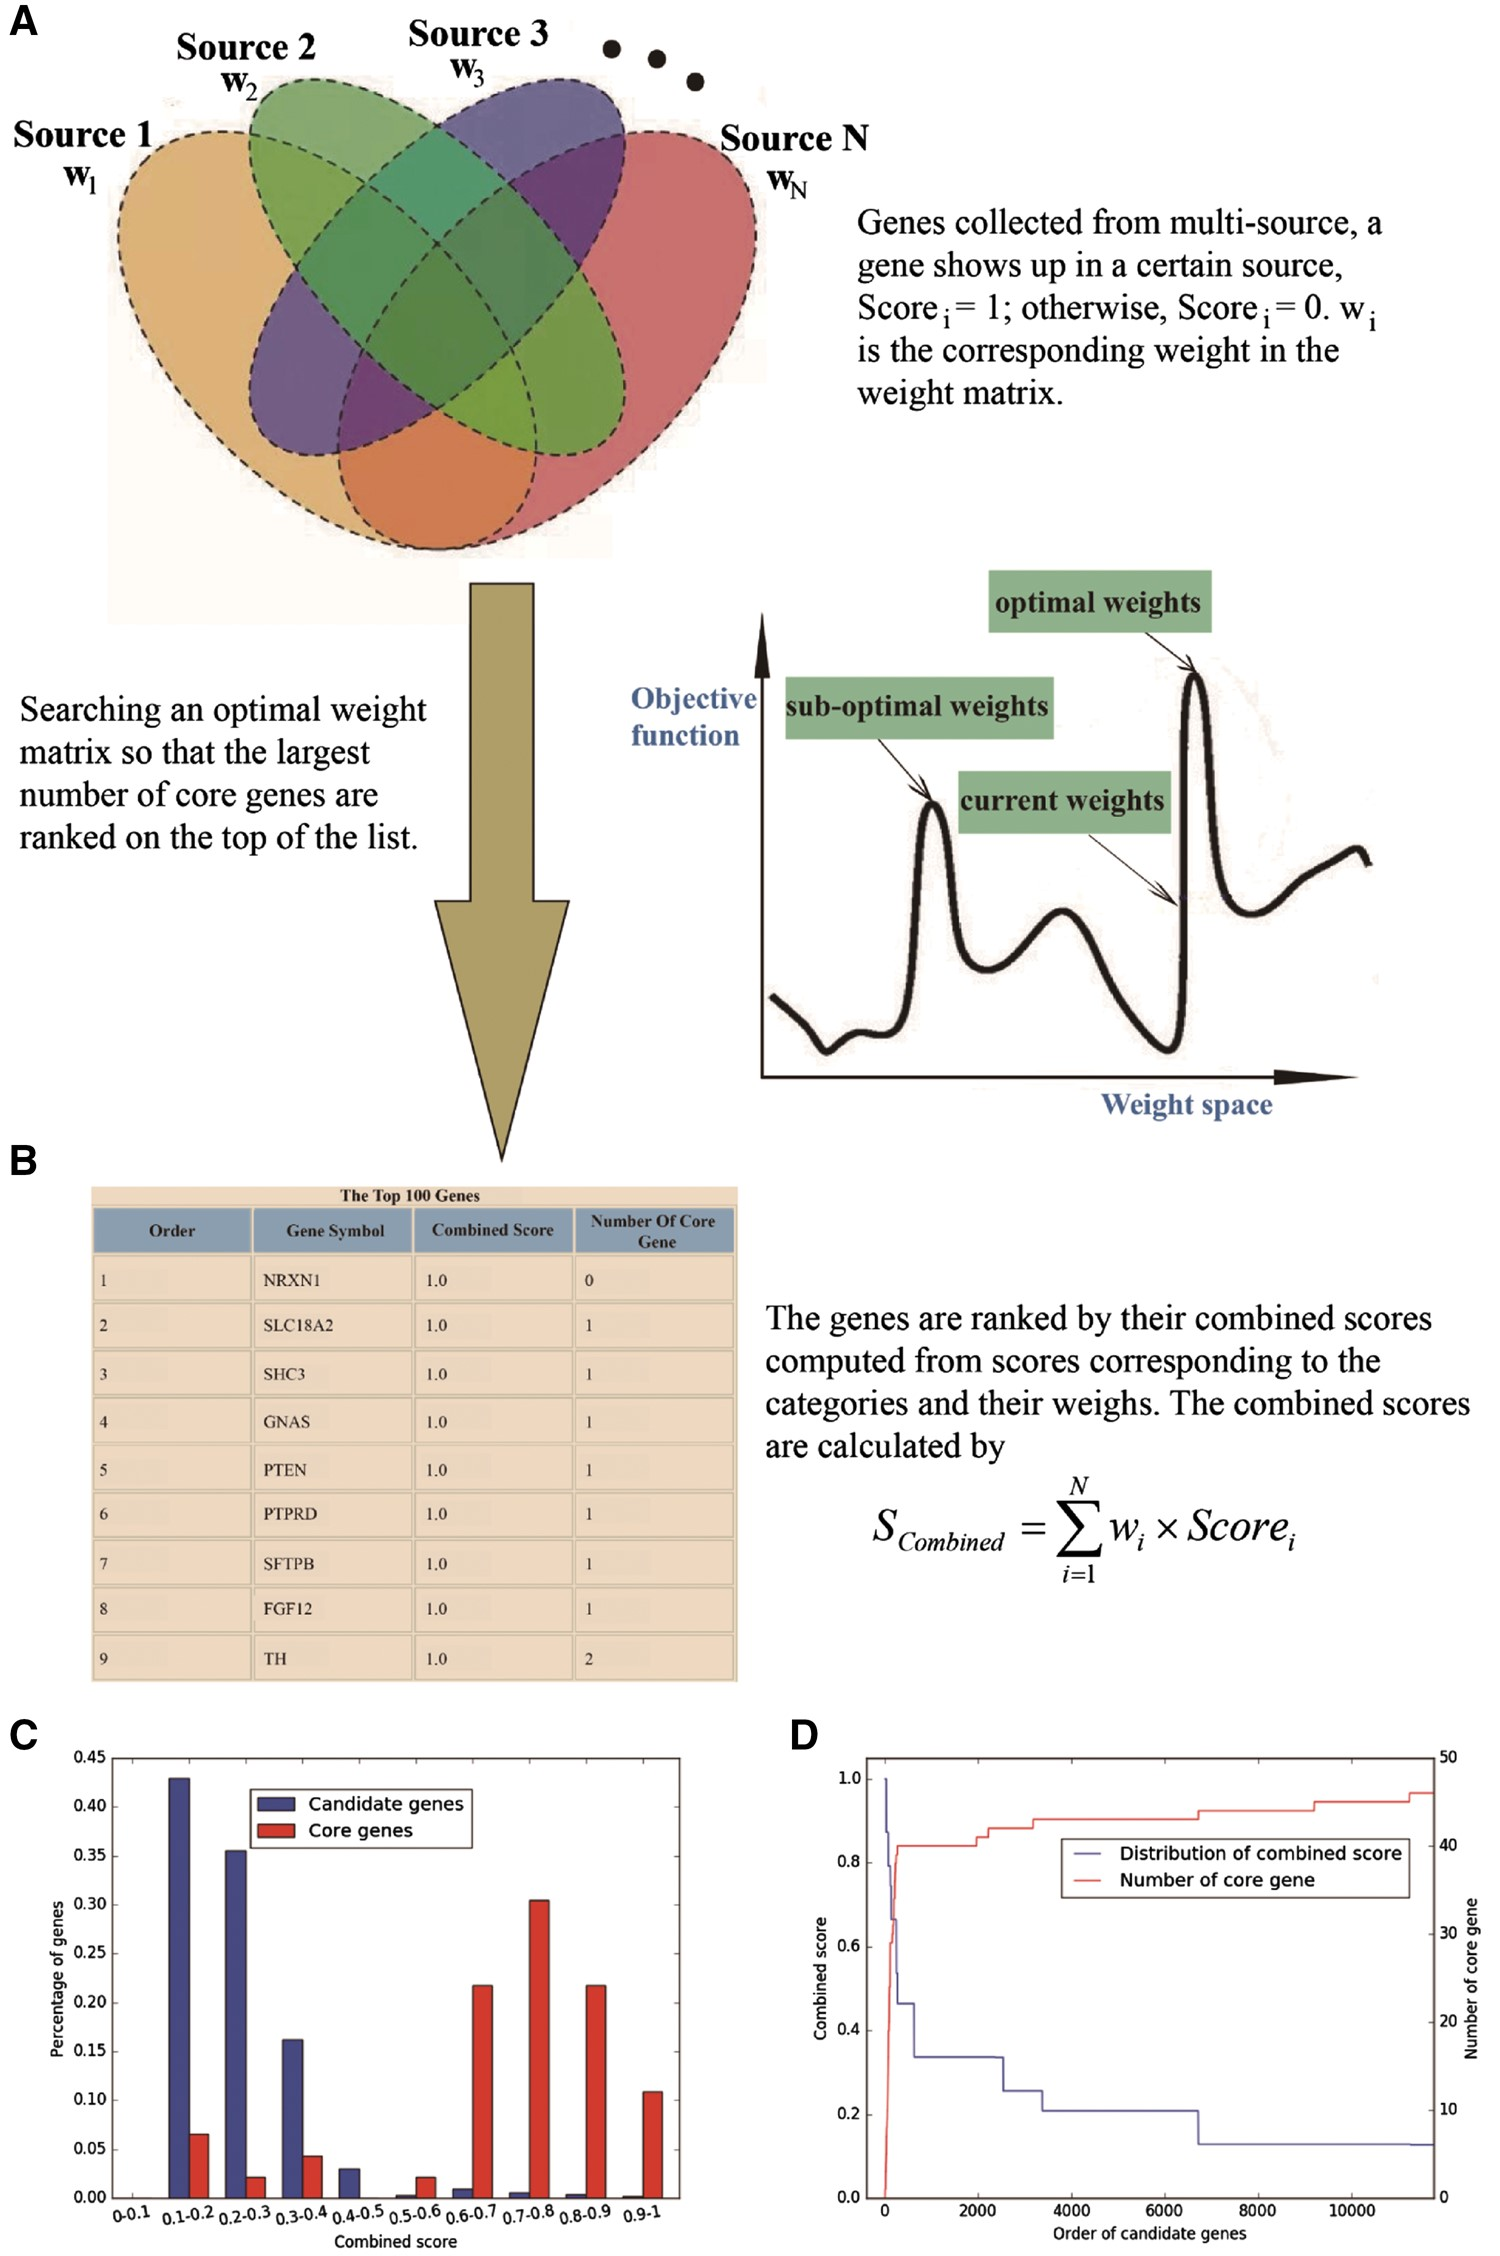 A
Source 1
w1
Source 2
w2
Source 3
w3
Source N
wN
Genes collected from multi-source, a
gene shows up in a certain source,
Score i = 1; otherwise, Score i = 0. w i
is the corresponding weight in the
weight matrix.
Searching an optimal weight
matrix so that the largest
number of core genes are
ranked on the top of the list.
Objective
function
optimal weights
sub-optimal weights
current weights
Weight space
B
The Top 100 Genes
Order Gene Symbol Combined Score Number Of Core
Gene
1 NRXN1 1.0 0
2 SLC18A2 1.0 1
3 SHC3 1.0 1
4 GNAS 1.0 1
5 PTEN 1.0 1
6 PTPRD 1.0 1
7 SFTPB 1.0 1
8 FGF12 1.0 1
9 TH 1.0 2
The genes are ranked by their combined scores
computed from scores corresponding to the
categories and their weighs. The combined scores
are calculated by
N
S Combined = ∑ w i × Score i
i=1
C
0.45
0.40
0.35
0.30
0.25
0.20
0.15
0.10
0.05
0.00
Percentage of genes
Candidate genes
Core genes
0-0.1 0.1-0.2 0.2-0.3 0.3-0.4 0.4-0.5 0.5-0.6 0.6-0.7 0.7-0.8 0.8-0.9 0.9-1
Combined score
D
1.0
0.8
0.6
0.4
0.2
0.0
Combined score
Distribution of combined score
Number of core gene
50
40
30
20
10
0
Number of core gene
0 2000 4000 6000 8000 10000
Order of candidate genes